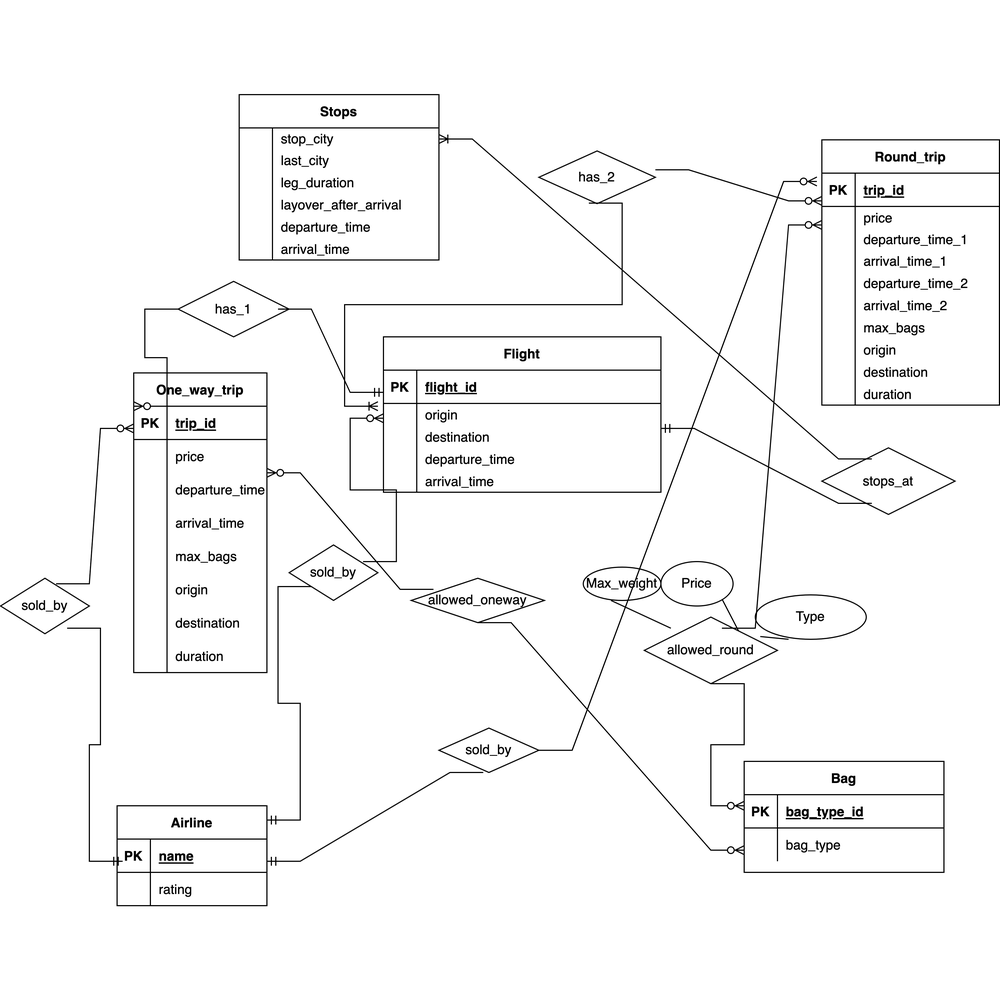 Stops
stop_city
last_city
leg_duration
layover_after_arrival
departure_time
arrival_time
has_2
Round_trip
PK trip_id
price
departure_time_1
arrival_time_1
departure_time_2
arrival_time_2
max_bags
origin
destination
duration
has_1
Flight
PK flight_id
origin
destination
departure_time
arrival_time
One_way_trip
PK trip_id
price
departure_time
arrival_time
max_bags
origin
destination
duration
stops_at
sold_by
sold_by
allowed_oneway
Max_weight
Price
Type
allowed_round
sold_by
Airline
PK name
rating
Bag
PK bag_type_id
bag_type